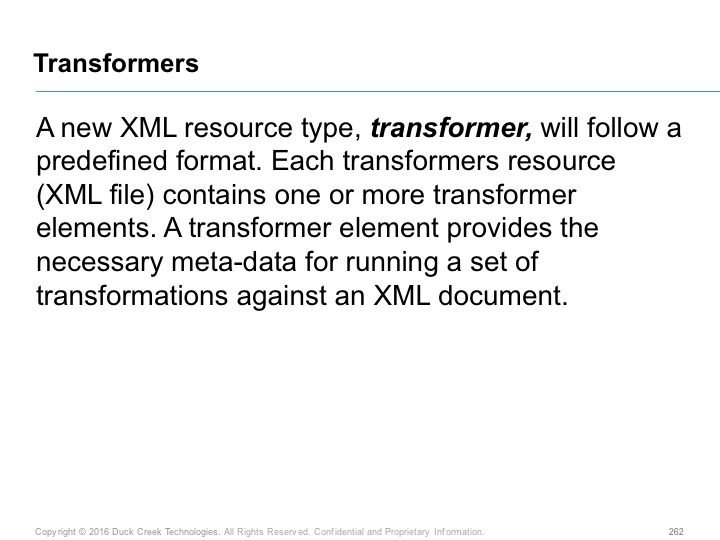 Transformers
A new XML resource type, transformer, will follow a
predefined format. Each transformers resource
(XML file) contains one or more transformer
elements. A transformer element provides the
necessary meta-data for running a set of
transformations against an XML document.
Copyright © 2016 Duck Creek Technologies. All Rights Reserved. Confidential and Proprietary Information. 262